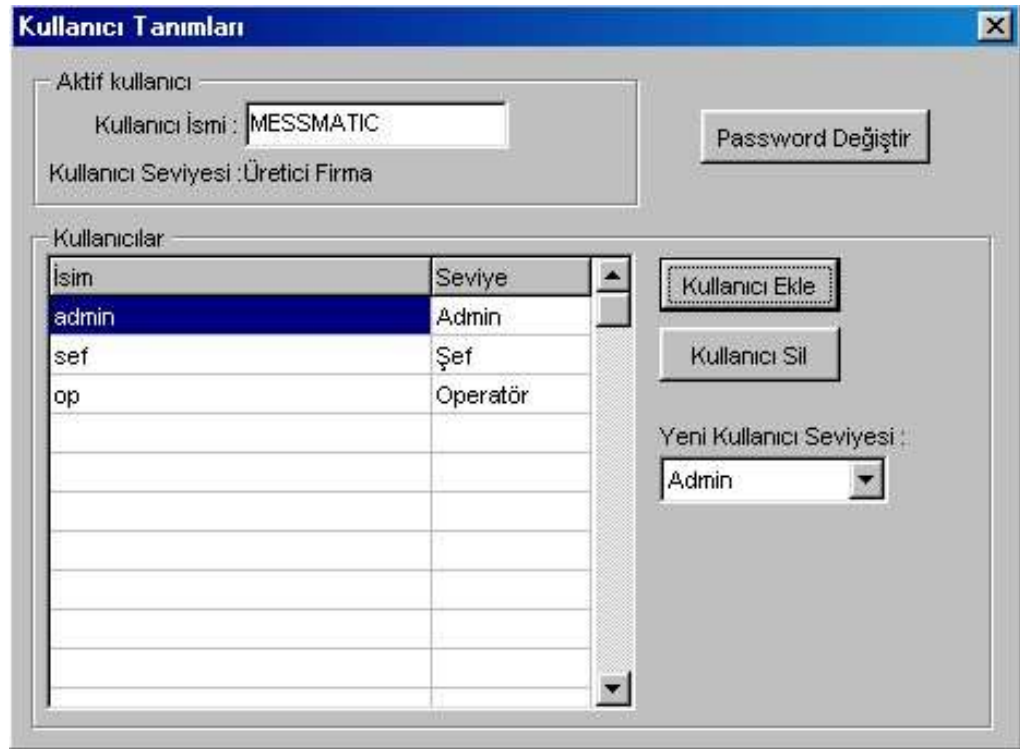 Kullanıcı Tanımları
Aktif kullanıcı
Kullanıcı İsmi : MESSMATIC
Password Değiştir
Kullanıcı Seviyesi :Üretici Firma
Kullanıcılar
İsim Seviye
Kullanıcı Ekle
admin Admin
sef Şef
Kullanıcı Sil
op Operatör
Yeni Kullanıcı Seviyesi :
Admin